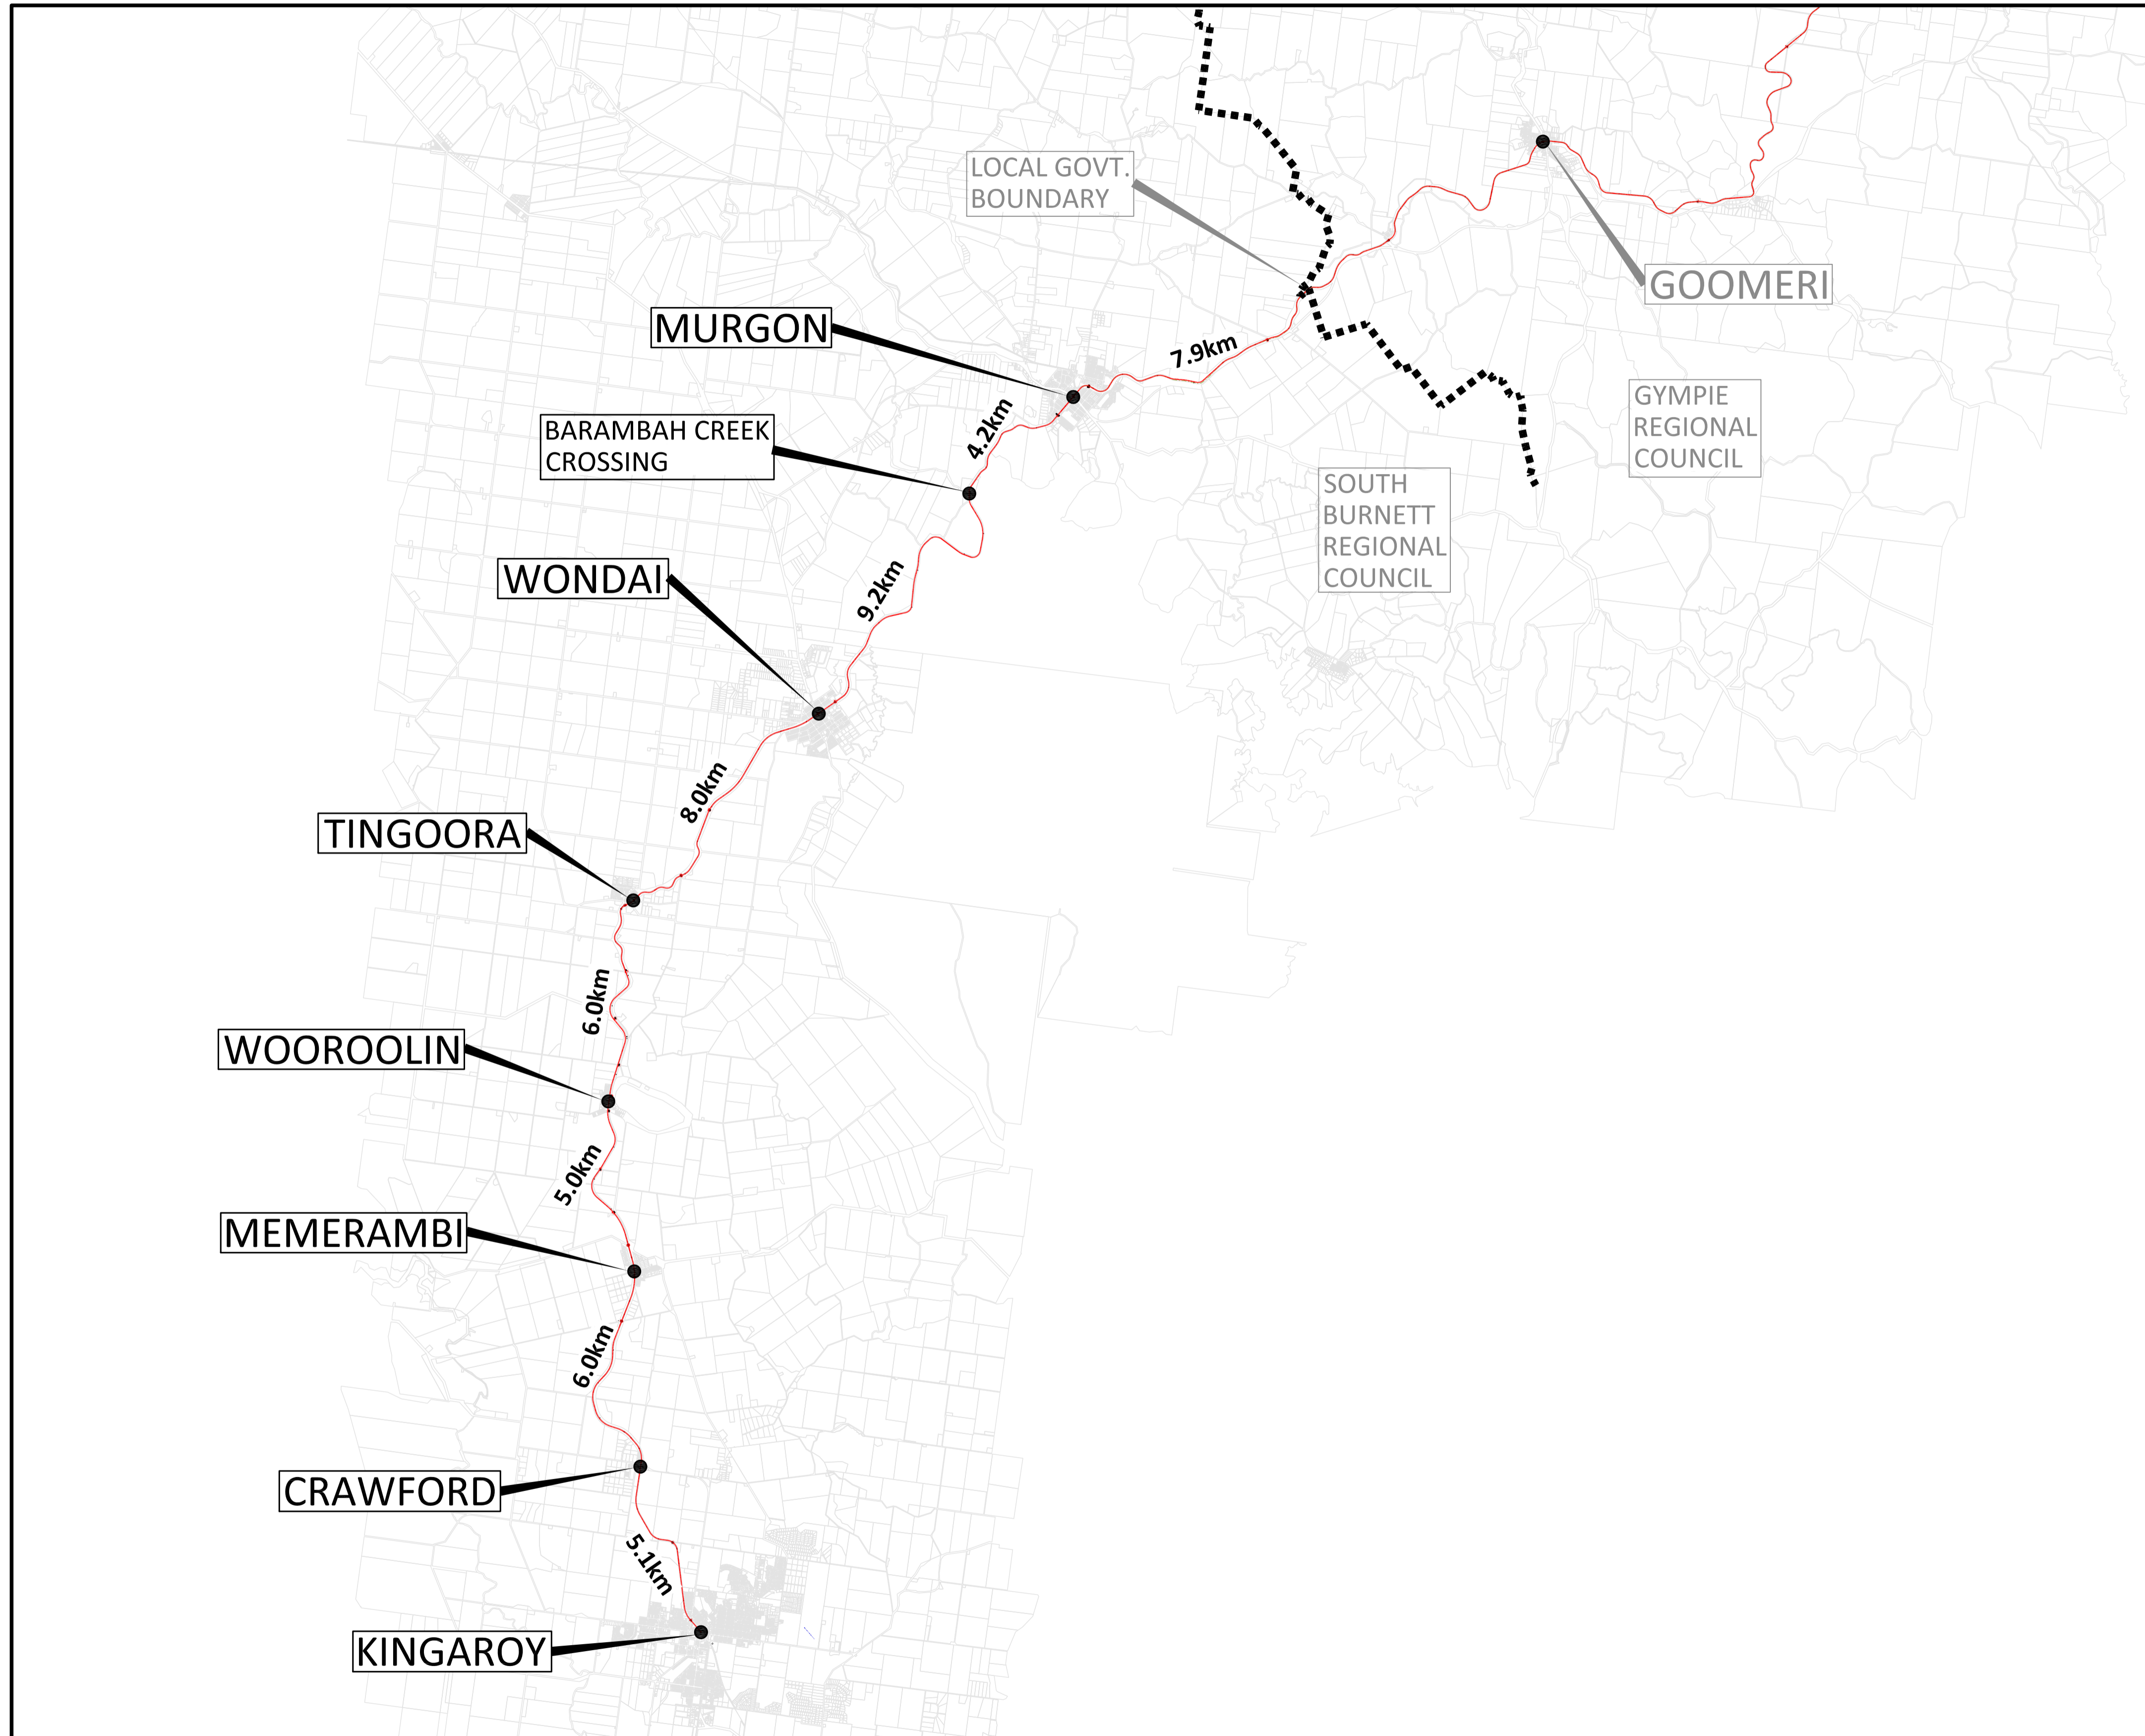 LOCAL GOVT.
BOUNDARY
GOOMERI
MURGON
7.9km
GYMPIE
REGIONAL
COUNCIL
4.2km
BARAMBAH CREEK
CROSSING
SOUTH
BURNETT
REGIONAL
COUNCIL
WONDAI
9.2km
8.0km
TINGOORA
6.0km
WOOROOLIN
5.0km
MEMERAMBI
6.0km
CRAWFORD
5.1km
KINGAROY